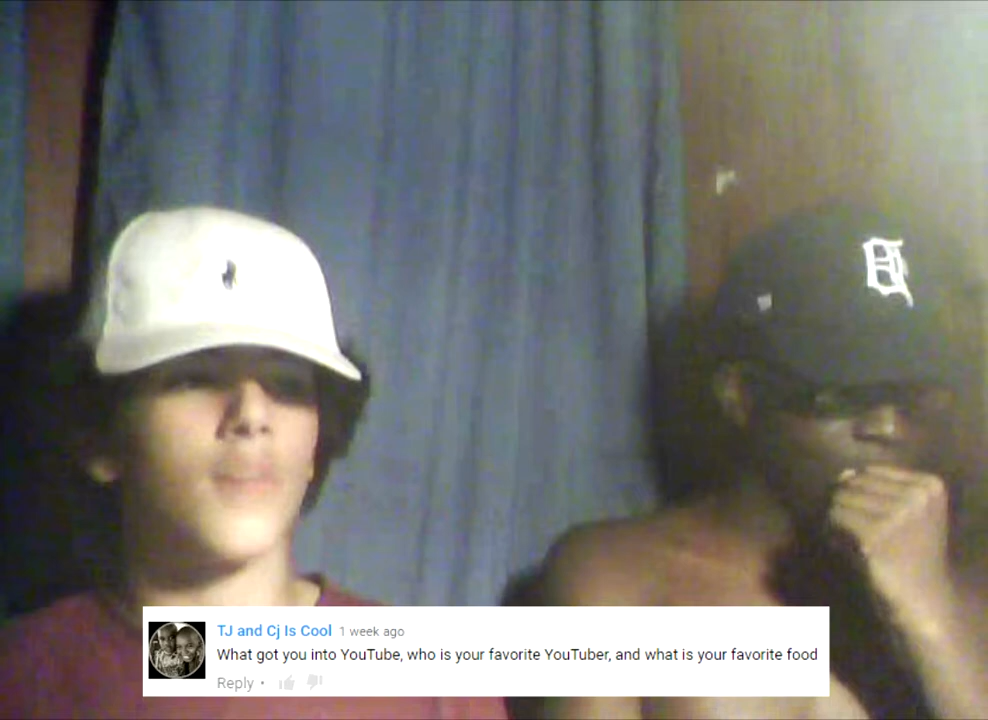 TJ and Cj Is Cool 1 week ago
What got you into YouTube, who is your favorite YouTuber, and what is your favorite food
Reply •